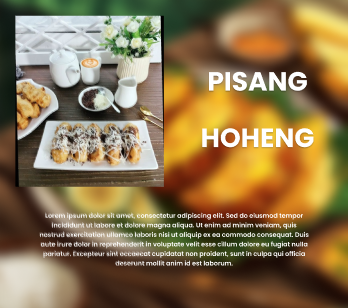 PISANG
HOHENG
Lorem ipsum dolor sit amet, consectetur adipiscing elit. Sed do eiusmod tempor
incididunt ut labore et dolore magna aliqua. Ut enim ad minim veniam, quis
nostrud exercitation ullamco laboris nisi ut aliquip ex ea commodo consequat. Duis
aute irure dolor in reprehenderit in voluptate velit esse cillum dolore eu fugiat nulla
pariatur. Excepteur sint occaecat cupidatat non proident, sunt in culpa qui officia
deserunt mollit anim id est laborum.